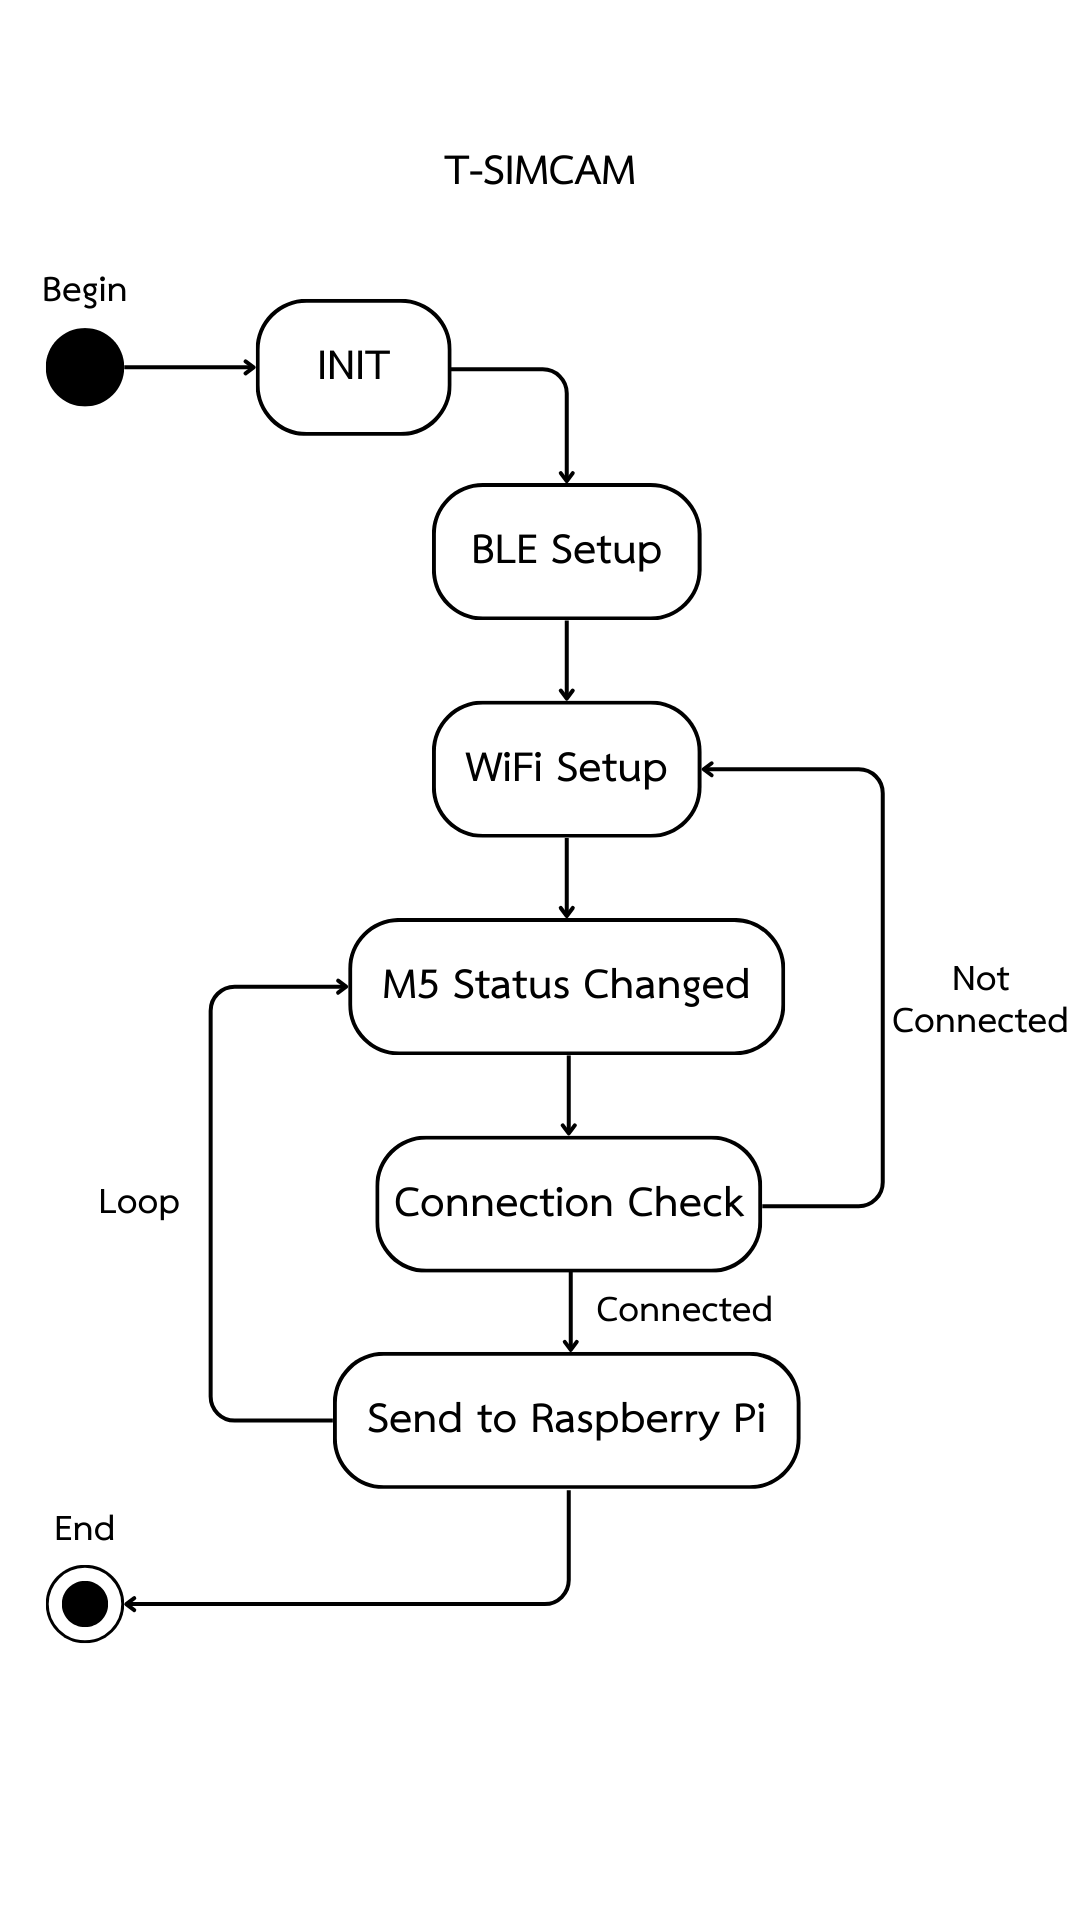 T-SIMCAM
Begin
INIT
BLE Setup
WiFi Setup
M5 Status Changed
Not
Connected
Connection Check
Loop
Connected
Send to Raspberry Pi
End